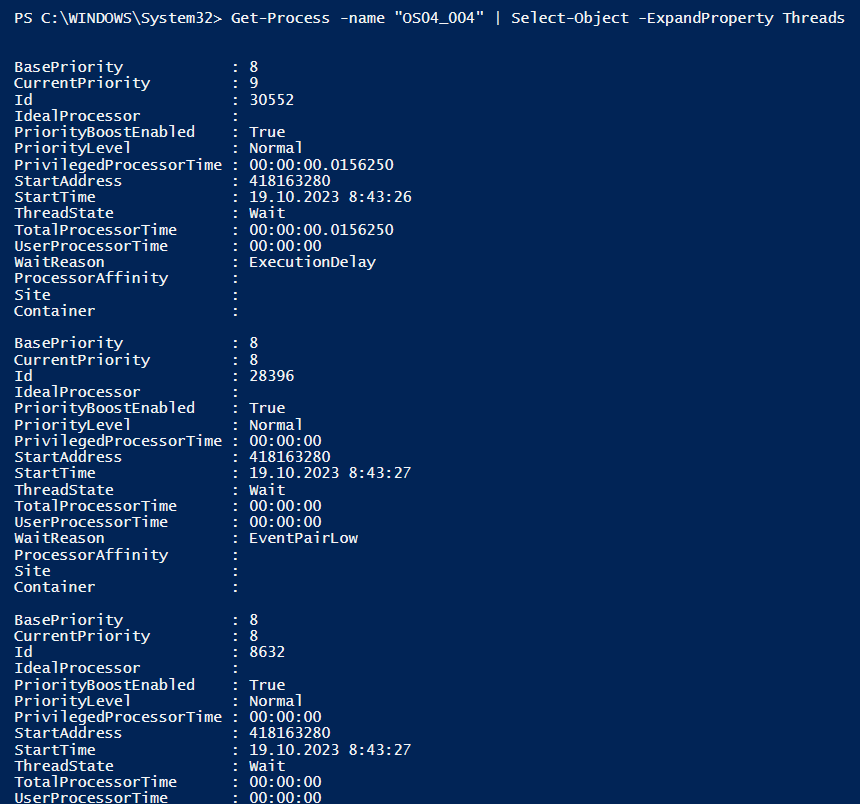 PS C:\WINDOWS\System32> Get-Process -name "OS04_004" | Select-Object -ExpandProperty Threads
BasePriority : 8
CurrentPriority : 9
Id : 30552
IdealProcessor :
PriorityBoostEnabled : True
PriorityLevel : Normal
PrivilegedProcessorTime : 00:00:00.0156250
StartAddress : 418163280
StartTime : 19.10.2023 8:43:26
ThreadState : Wait
TotalProcessorTime : 00:00:00.0156250
UserProcessorTime : 00:00:00
WaitReason : ExecutionDelay
ProcessorAffinity :
Site :
Container :
BasePriority : 8
CurrentPriority : 8
Id : 28396
IdealProcessor :
PriorityBoostEnabled : True
PriorityLevel : Normal
PrivilegedProcessorTime : 00:00:00
StartAddress : 418163280
StartTime : 19.10.2023 8:43:27
ThreadState : Wait
TotalProcessorTime : 00:00:00
UserProcessorTime : 00:00:00
WaitReason : EventPairLow
ProcessorAffinity :
Site :
Container :
BasePriority : 8
CurrentPriority : 8
Id : 8632
IdealProcessor :
PriorityBoostEnabled : True
PriorityLevel : Normal
PrivilegedProcessorTime : 00:00:00
StartAddress : 418163280
StartTime : 19.10.2023 8:43:27
ThreadState : Wait
TotalProcessorTime : 00:00:00
UserProcessorTime : 00:00:00